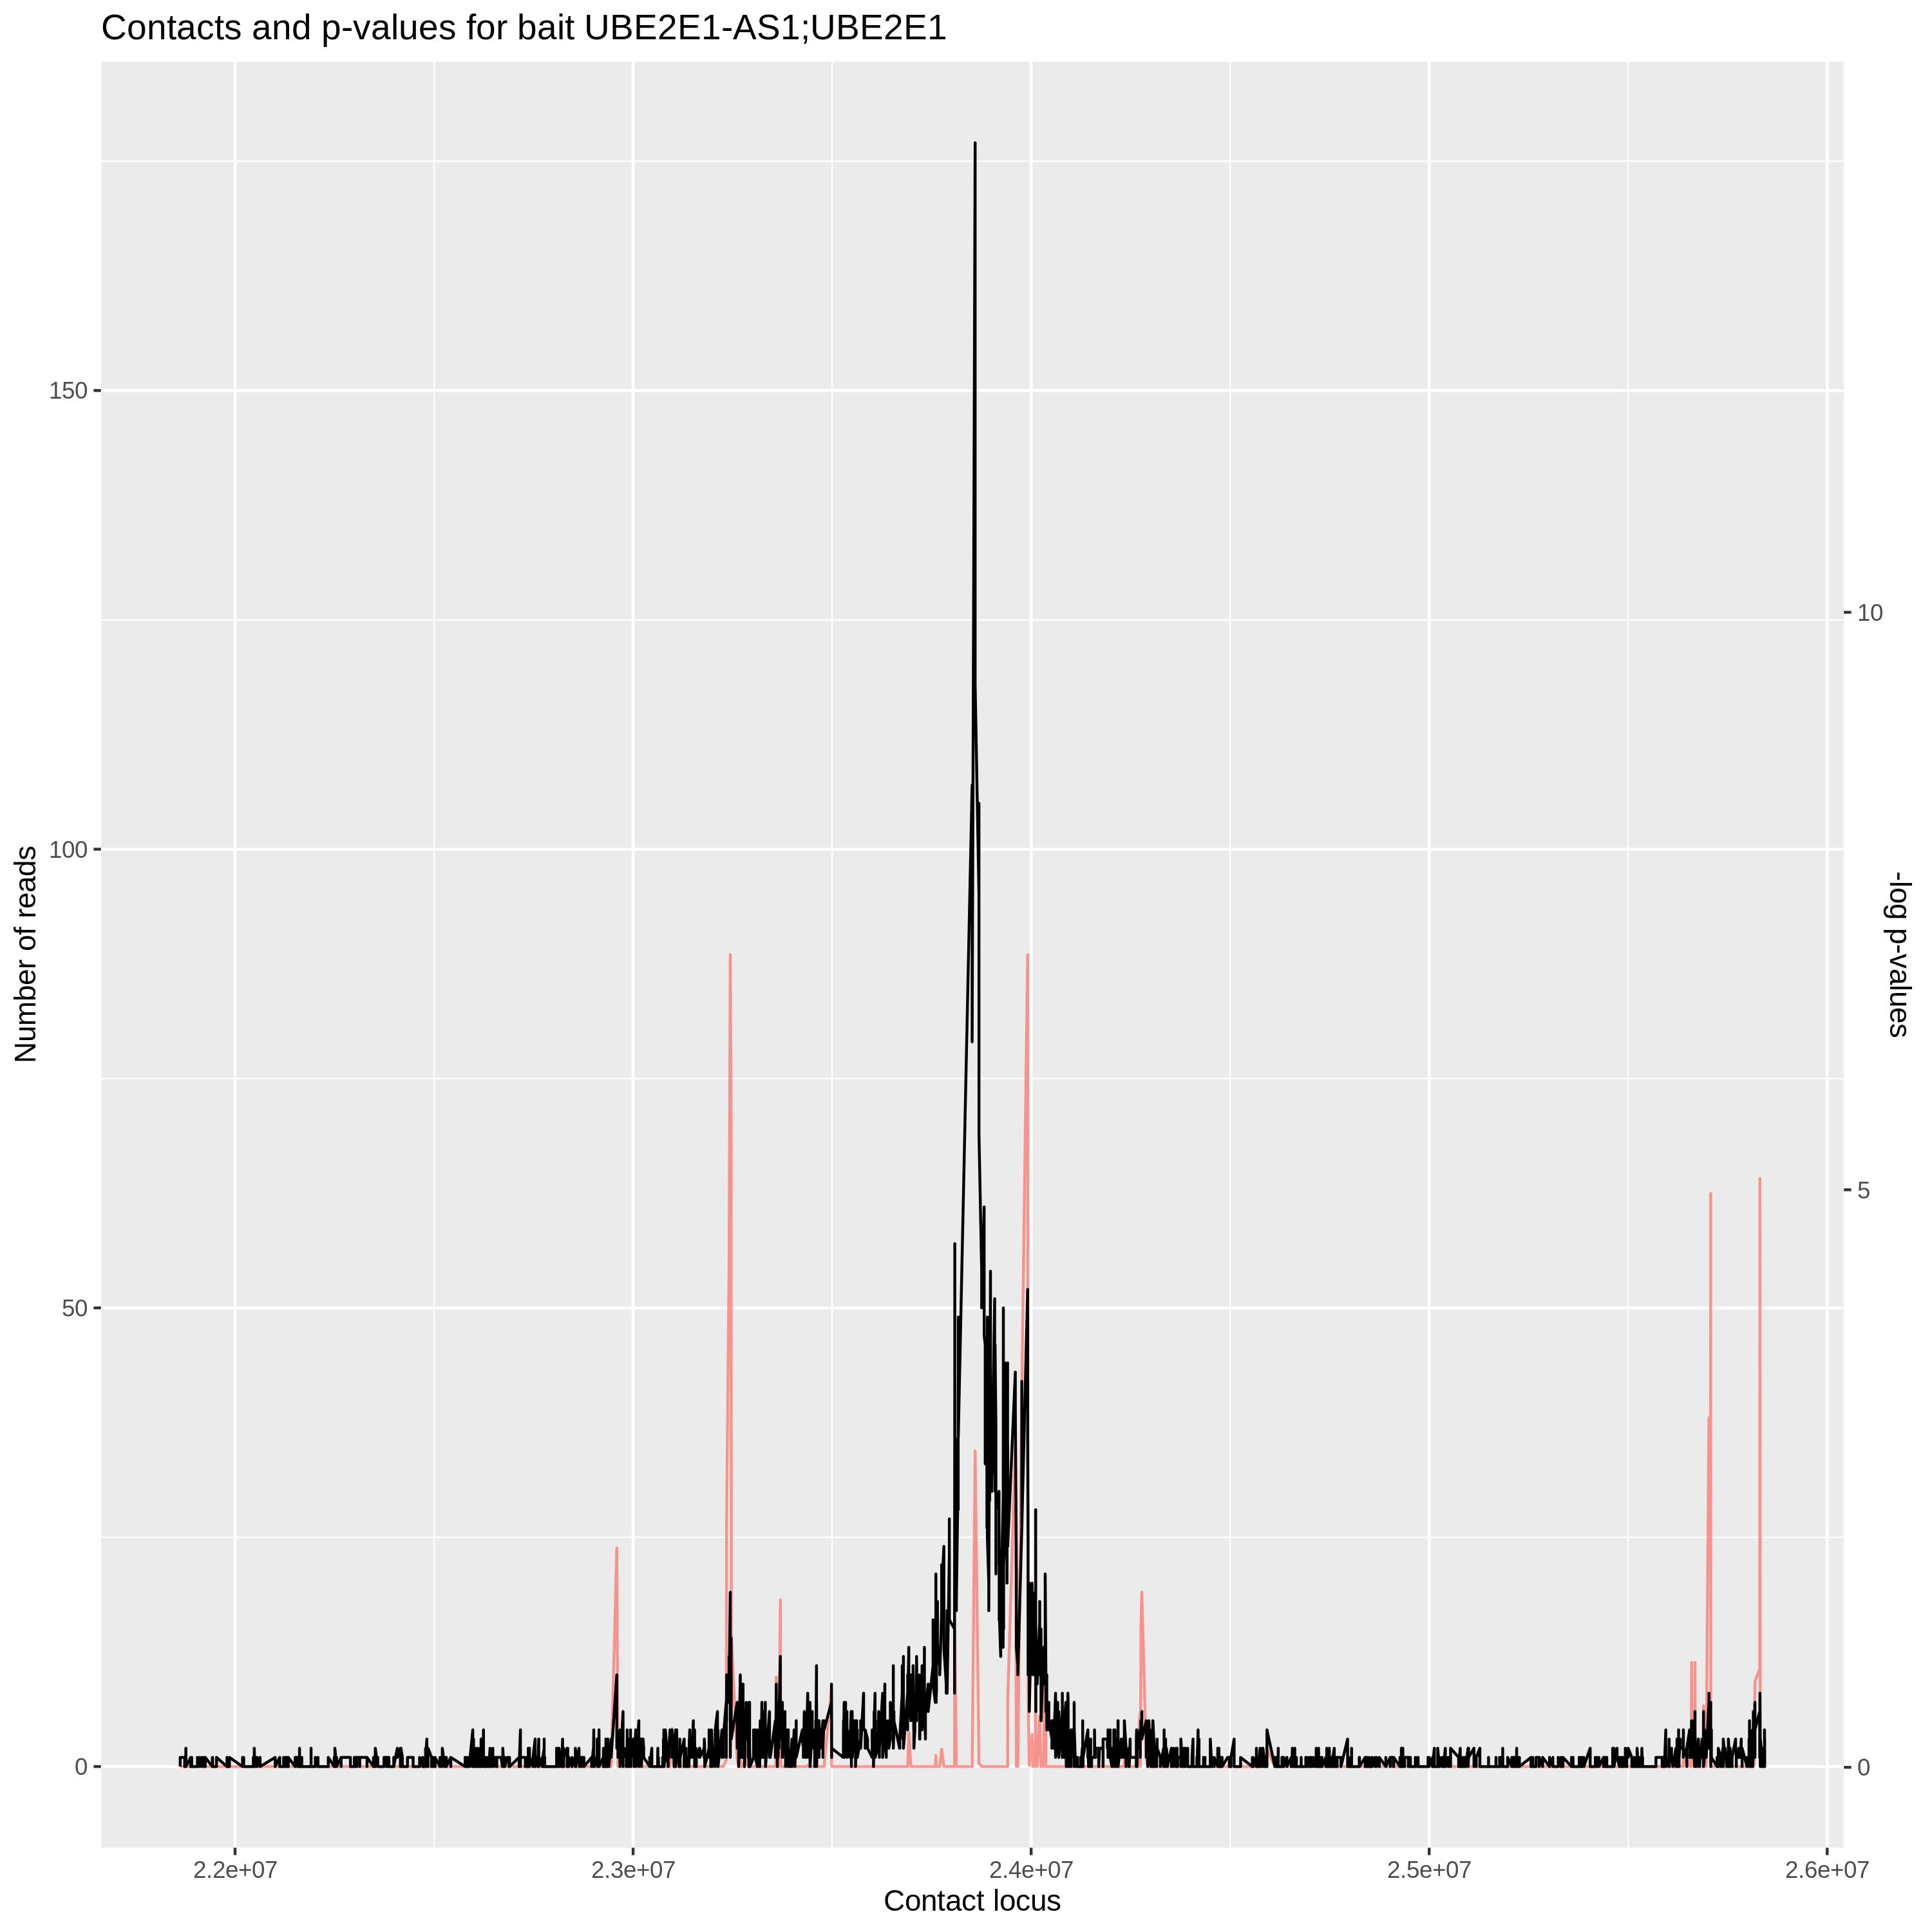 Contacts and p-values for bait UBE2E1-AS1;UBE2E1
150
100
50
0
Number of reads
10
5
0
-log p-values
2.2e+07
2.3e+07
2.4e+07
2.5e+07
2.6e+07
Contact locus